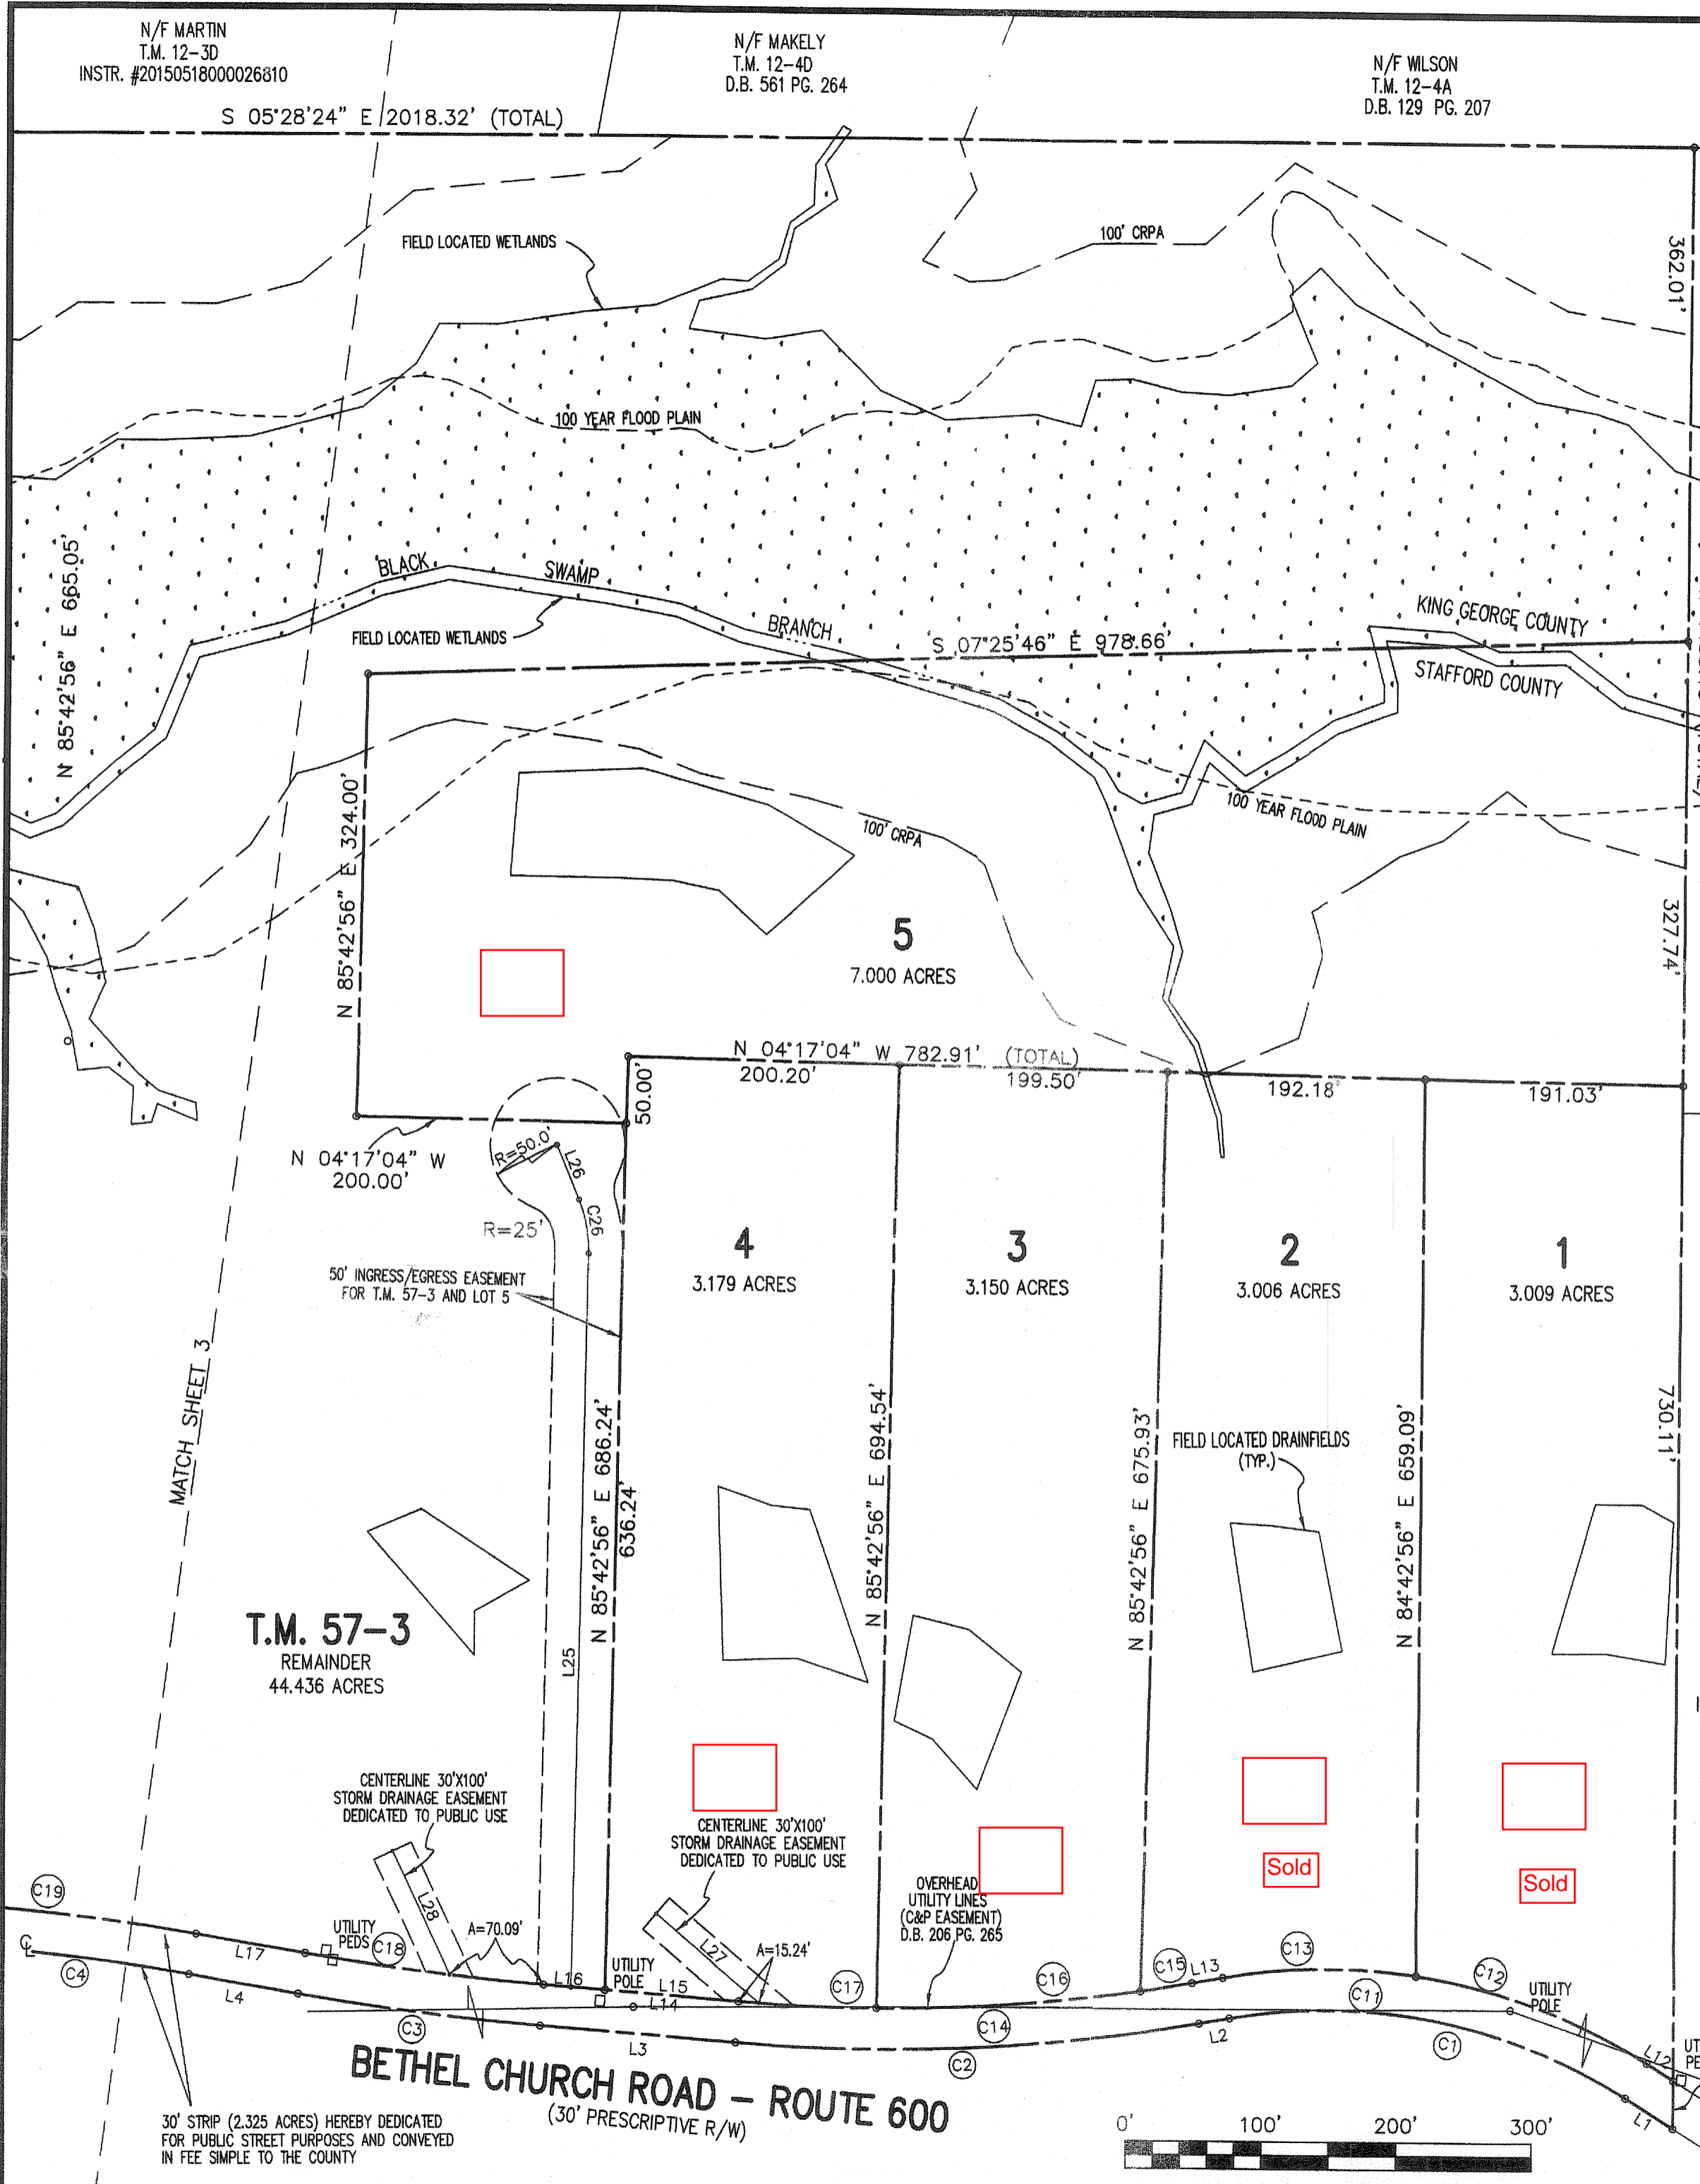 N/F MARTIN
T.M. 12-3D
INSTR. #20150518000026810
N/F MAKELY
T.M. 12-4D
D.B. 561 PG. 264
N/F WILSON
T.M. 12-4A
D.B. 129 PG. 207
S 05°28'24" E 2018.32' (TOTAL)
FIELD LOCATED WETLANDS
100' CRPA
362.01'
100 YEAR FLOOD PLAIN
N 85°42'56" E 665.05'
BLACK SWAMP BRANCH
FIELD LOCATED WETLANDS
S 07°25'46" E 978.66'
KING GEORGE COUNTY
STAFFORD COUNTY
N 85°42'56" E 324.00'
100' CRPA
100 YEAR FLOOD PLAIN
5
7.000 ACRES
327.74'
N 04°17'04" W 782.91' (TOTAL)
200.20'
199.50'
192.18'
191.03'
50.00'
N 04°17'04" W
200.00'
R=50.0'
L26
C26
R=25'
50' INGRESS/EGRESS EASEMENT
FOR T.M. 57-3 AND LOT 5
4
3.179 ACRES
3
3.150 ACRES
2
3.006 ACRES
1
3.009 ACRES
MATCH SHEET 3
N 85°42'56" E 686.24'
636.24'
N 85°42'56" E 694.54'
N 85°42'56" E 675.93'
FIELD LOCATED DRAINFIELDS
(TYP.)
N 84°42'56" E 659.09'
730.11'
T.M. 57-3
REMAINDER
44.436 ACRES
L25
CENTERLINE 30'X100'
STORM DRAINAGE EASEMENT
DEDICATED TO PUBLIC USE
CENTERLINE 30'X100'
STORM DRAINAGE EASEMENT
DEDICATED TO PUBLIC USE
OVERHEAD
UTILITY LINES
(C&P EASEMENT)
D.B. 206 PG. 265
Sold
Sold
C19
L17
UTILITY
PEDS
C18
L28
A=70.09'
L16
UTILITY
POLE
L15
L14
L27
A=15.24'
C17
C16
C15
L13
C13
C12
UTILITY
POLE
C11
L12
UT
PE
C4
L4
C3
L3
C14
C2
L2
C1
L1
BETHEL CHURCH ROAD - ROUTE 600
(30' PRESCRIPTIVE R/W)
30' STRIP (2.325 ACRES) HEREBY DEDICATED
FOR PUBLIC STREET PURPOSES AND CONVEYED
IN FEE SIMPLE TO THE COUNTY
0'
100'
200'
300'